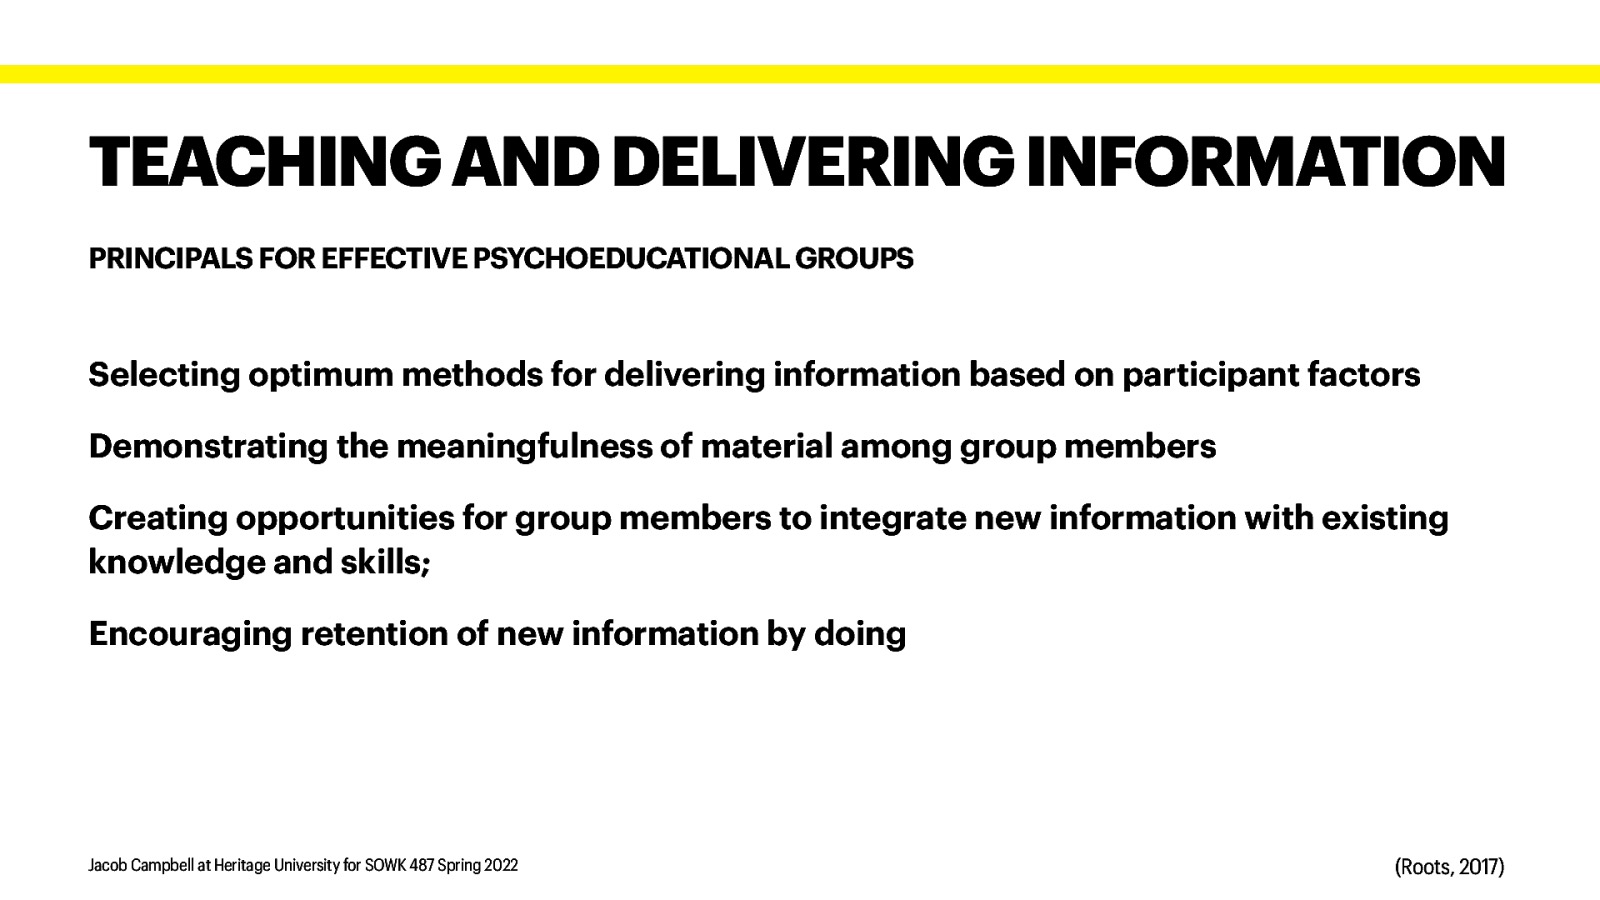 TEACHING AND DELIVERING INFORMATION
PRINCIPALS FOR EFFECTIVE PSYCHOEDUCATIONAL GROUPS
Selecting optimum methods for delivering information based on participant factors
Demonstrating the meaningfulness of material among group members
Creating opportunities for group members to integrate new information with existing
knowledge and skills;
Encouraging retention of new information by doing
Jacob Campbell at Heritage University for SOWK 487 Spring 2022
(Roots, 2017)